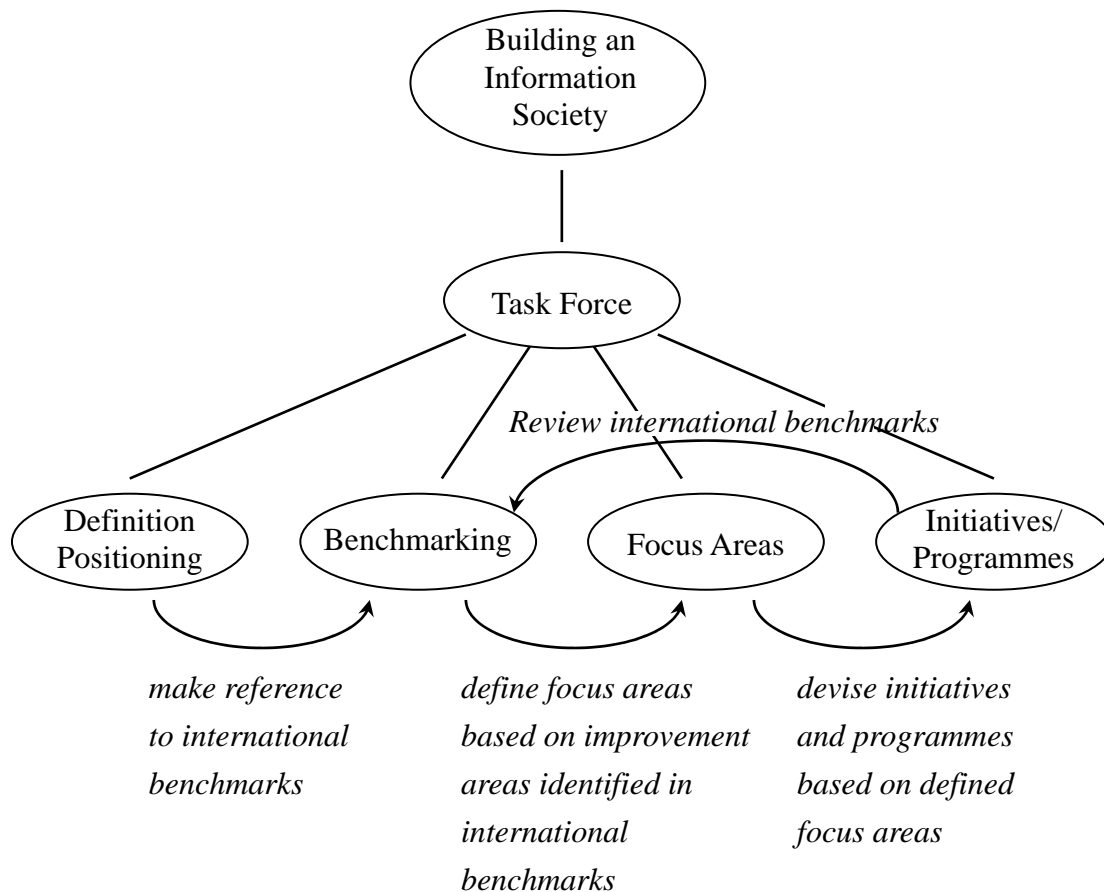 Building an
Information
Society
Task Force
Review international benchmarks
Definition
Positioning
Benchmarking
Focus Areas
Initiatives/
Programmes
make reference
to international
benchmarks
define focus areas
based on improvement
areas identified in
international
benchmarks
devise initiatives
and programmes
based on defined
focus areas